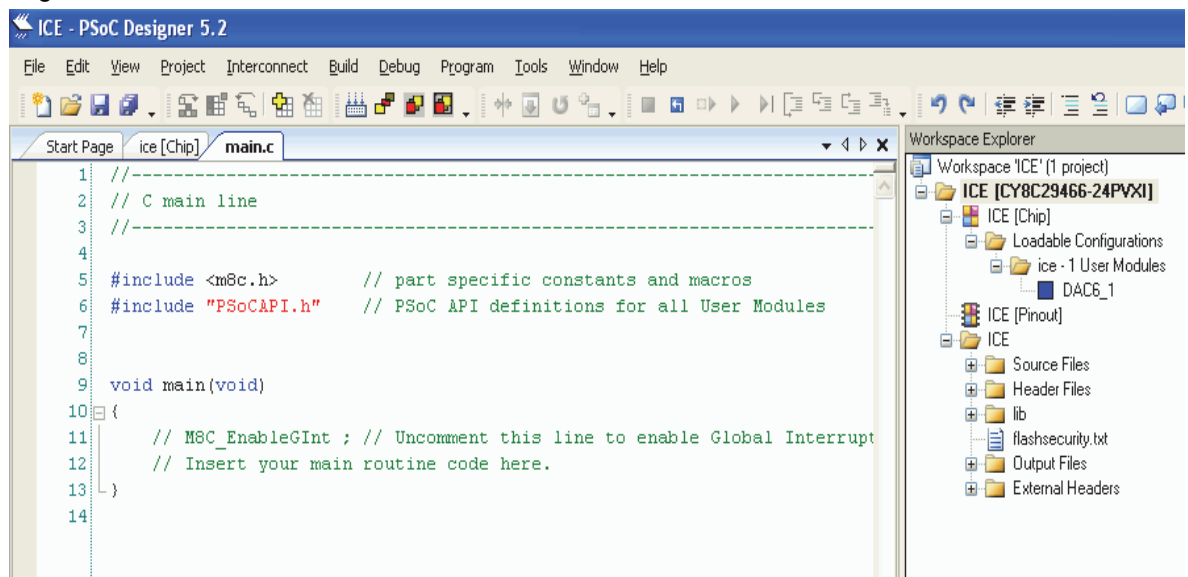 ICE - PSoC Designer 5.2
File Edit View Project Interconnect Build Debug Program Tools Window Help
Start Page ice [Chip] main.c
1 //-----------------------------------------------------------------------
2 // C main line
3 //-----------------------------------------------------------------------
4
5 #include <m8c.h> // part specific constants and macros
6 #include "PSoCAPI.h" // PSoC API definitions for all User Modules
7
8
9 void main(void)
10 {
11 // M8C_EnableGInt ; // Uncomment this line to enable Global Interrupt
12 // Insert your main routine code here.
13 }
14
Workspace Explorer
Workspace 'ICE' (1 project)
ICE [CY8C29466-24PVXI]
ICE [Chip]
Loadable Configurations
ice - 1 User Modules
DAC6_1
ICE [Pinout]
ICE
Source Files
Header Files
lib
flashsecurity.txt
Output Files
External Headers